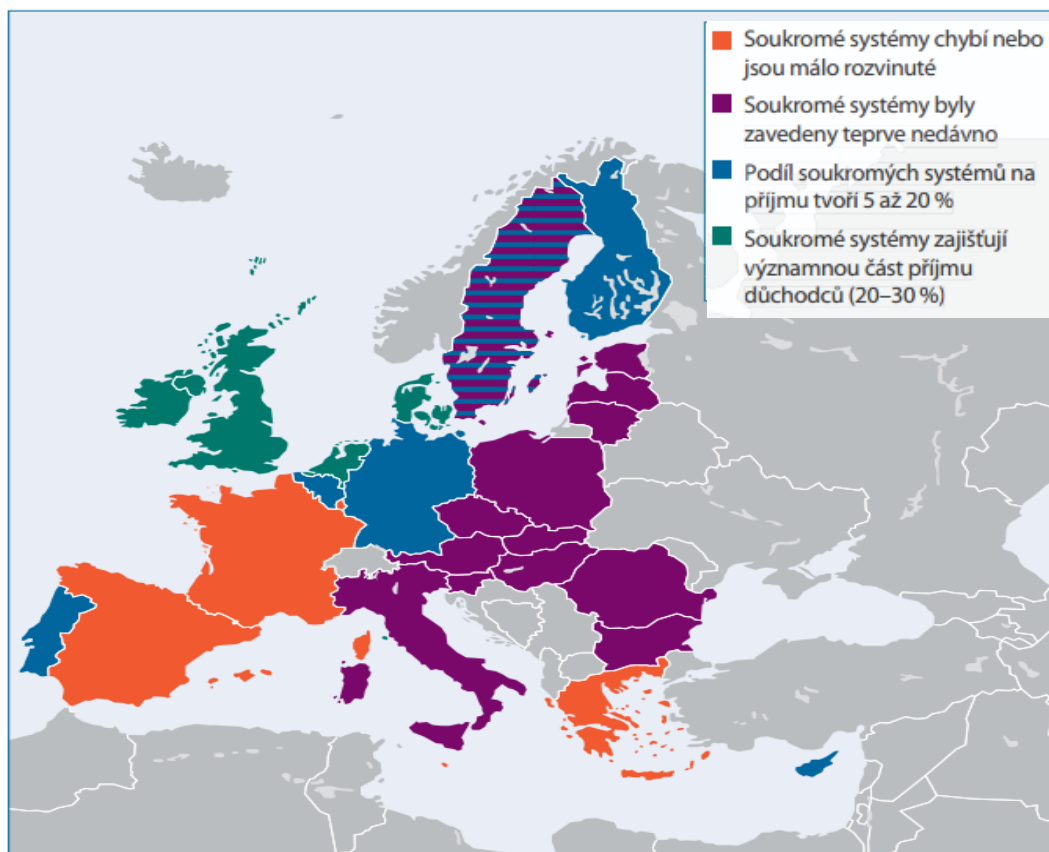 Soukromé systémy chybí nebo
jsou málo rozvinuté
Soukromé systémy byly
zavedeny teprve nedávno
Podíl soukromých systémů na
příjmu tvoří 5 až 20 %
Soukromé systémy zajišťují
významnou část příjmu
důchodců (20–30 %)